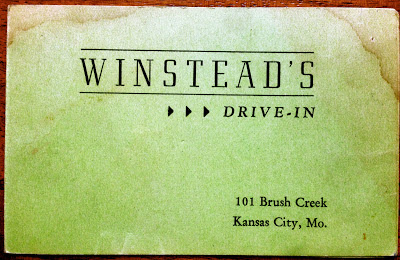 WINSTEAD'S
DRIVE-IN
101 Brush Creek
Kansas City, Mo.